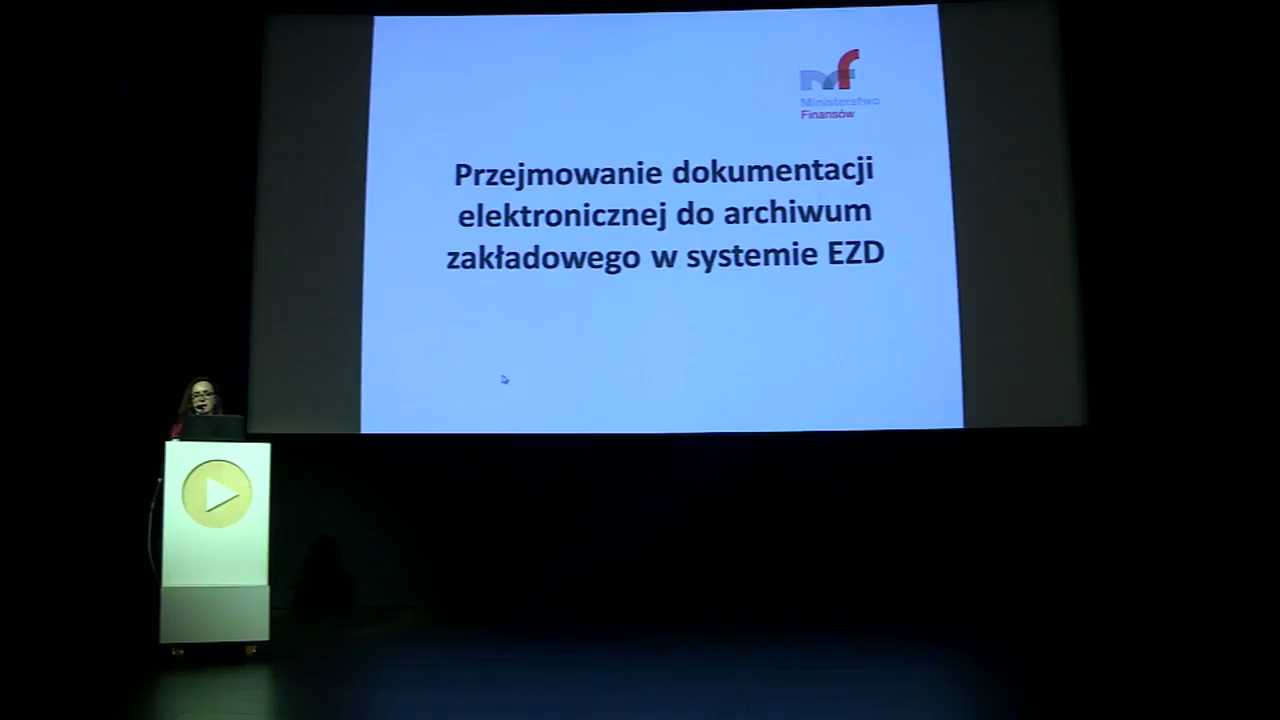 Ministerstwo
Finansów
Przejmowanie dokumentacji
elektronicznej do archiwum
zakładowego w systemie EZD